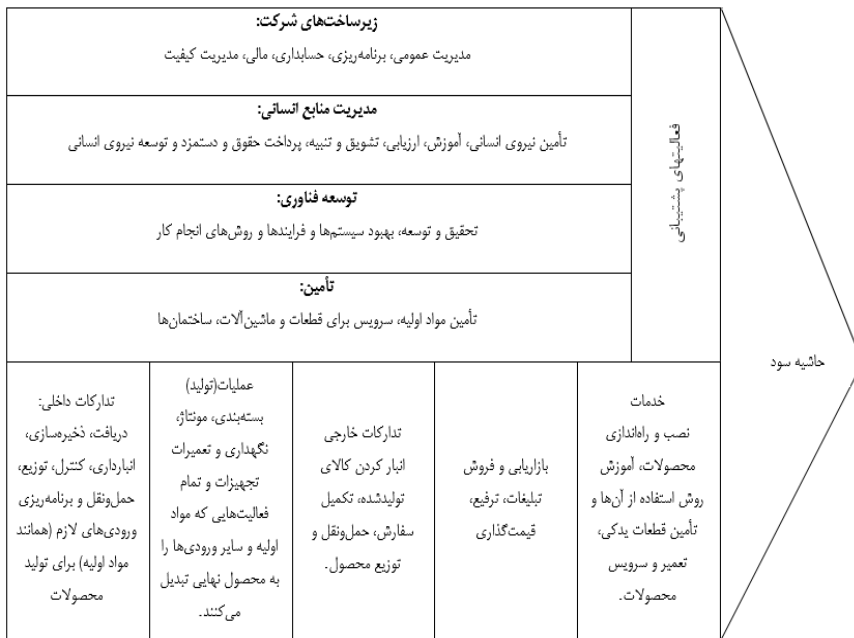 زیرساخت‌های شرکت:
مدیریت عمومی، برنامه‌ریزی، حسابداری، مالی، مدیریت کیفیت
مدیریت منابع انسانی:
تأمین نیروی انسانی، آموزش، ارزیابی، تشویق و تنبیه، پرداخت حقوق و دستمزد و توسعه نیروی انسانی
توسعه فناوری:
تحقیق و توسعه، بهبود سیستم‌ها و فرایندها و روش‌های انجام کار
تأمین:
تأمین مواد اولیه، سرویس برای قطعات و ماشین‌آلات، ساختمان‌ها
فعالیتهای پشتیبانی
حاشیه سود
خدمات
نصب و راه‌اندازی
محصولات، آموزش
روش استفاده از آن‌ها و
تأمین قطعات یدکی،
تعمیر و سرویس
محصولات.
بازاریابی و فروش
تبلیغات، ترفیع،
قیمت‌گذاری
تدارکات خارجی
انبار کردن کالای
تولیدشده، تکمیل
سفارش، حمل‌ونقل و
توزیع محصول.
عملیات(تولید)
بسته‌بندی، مونتاژ،
نگهداری و تعمیرات
تجهیزات و تمام
فعالیت‌هایی که مواد
اولیه و سایر ورودی‌ها را
به محصول نهایی تبدیل
می‌کنند.
تدارکات داخلی:
دریافت، ذخیره‌سازی،
انبارداری، کنترل، توزیع،
حمل‌ونقل و برنامه‌ریزی
ورودی‌های لازم (همانند
مواد اولیه) برای تولید
محصولات